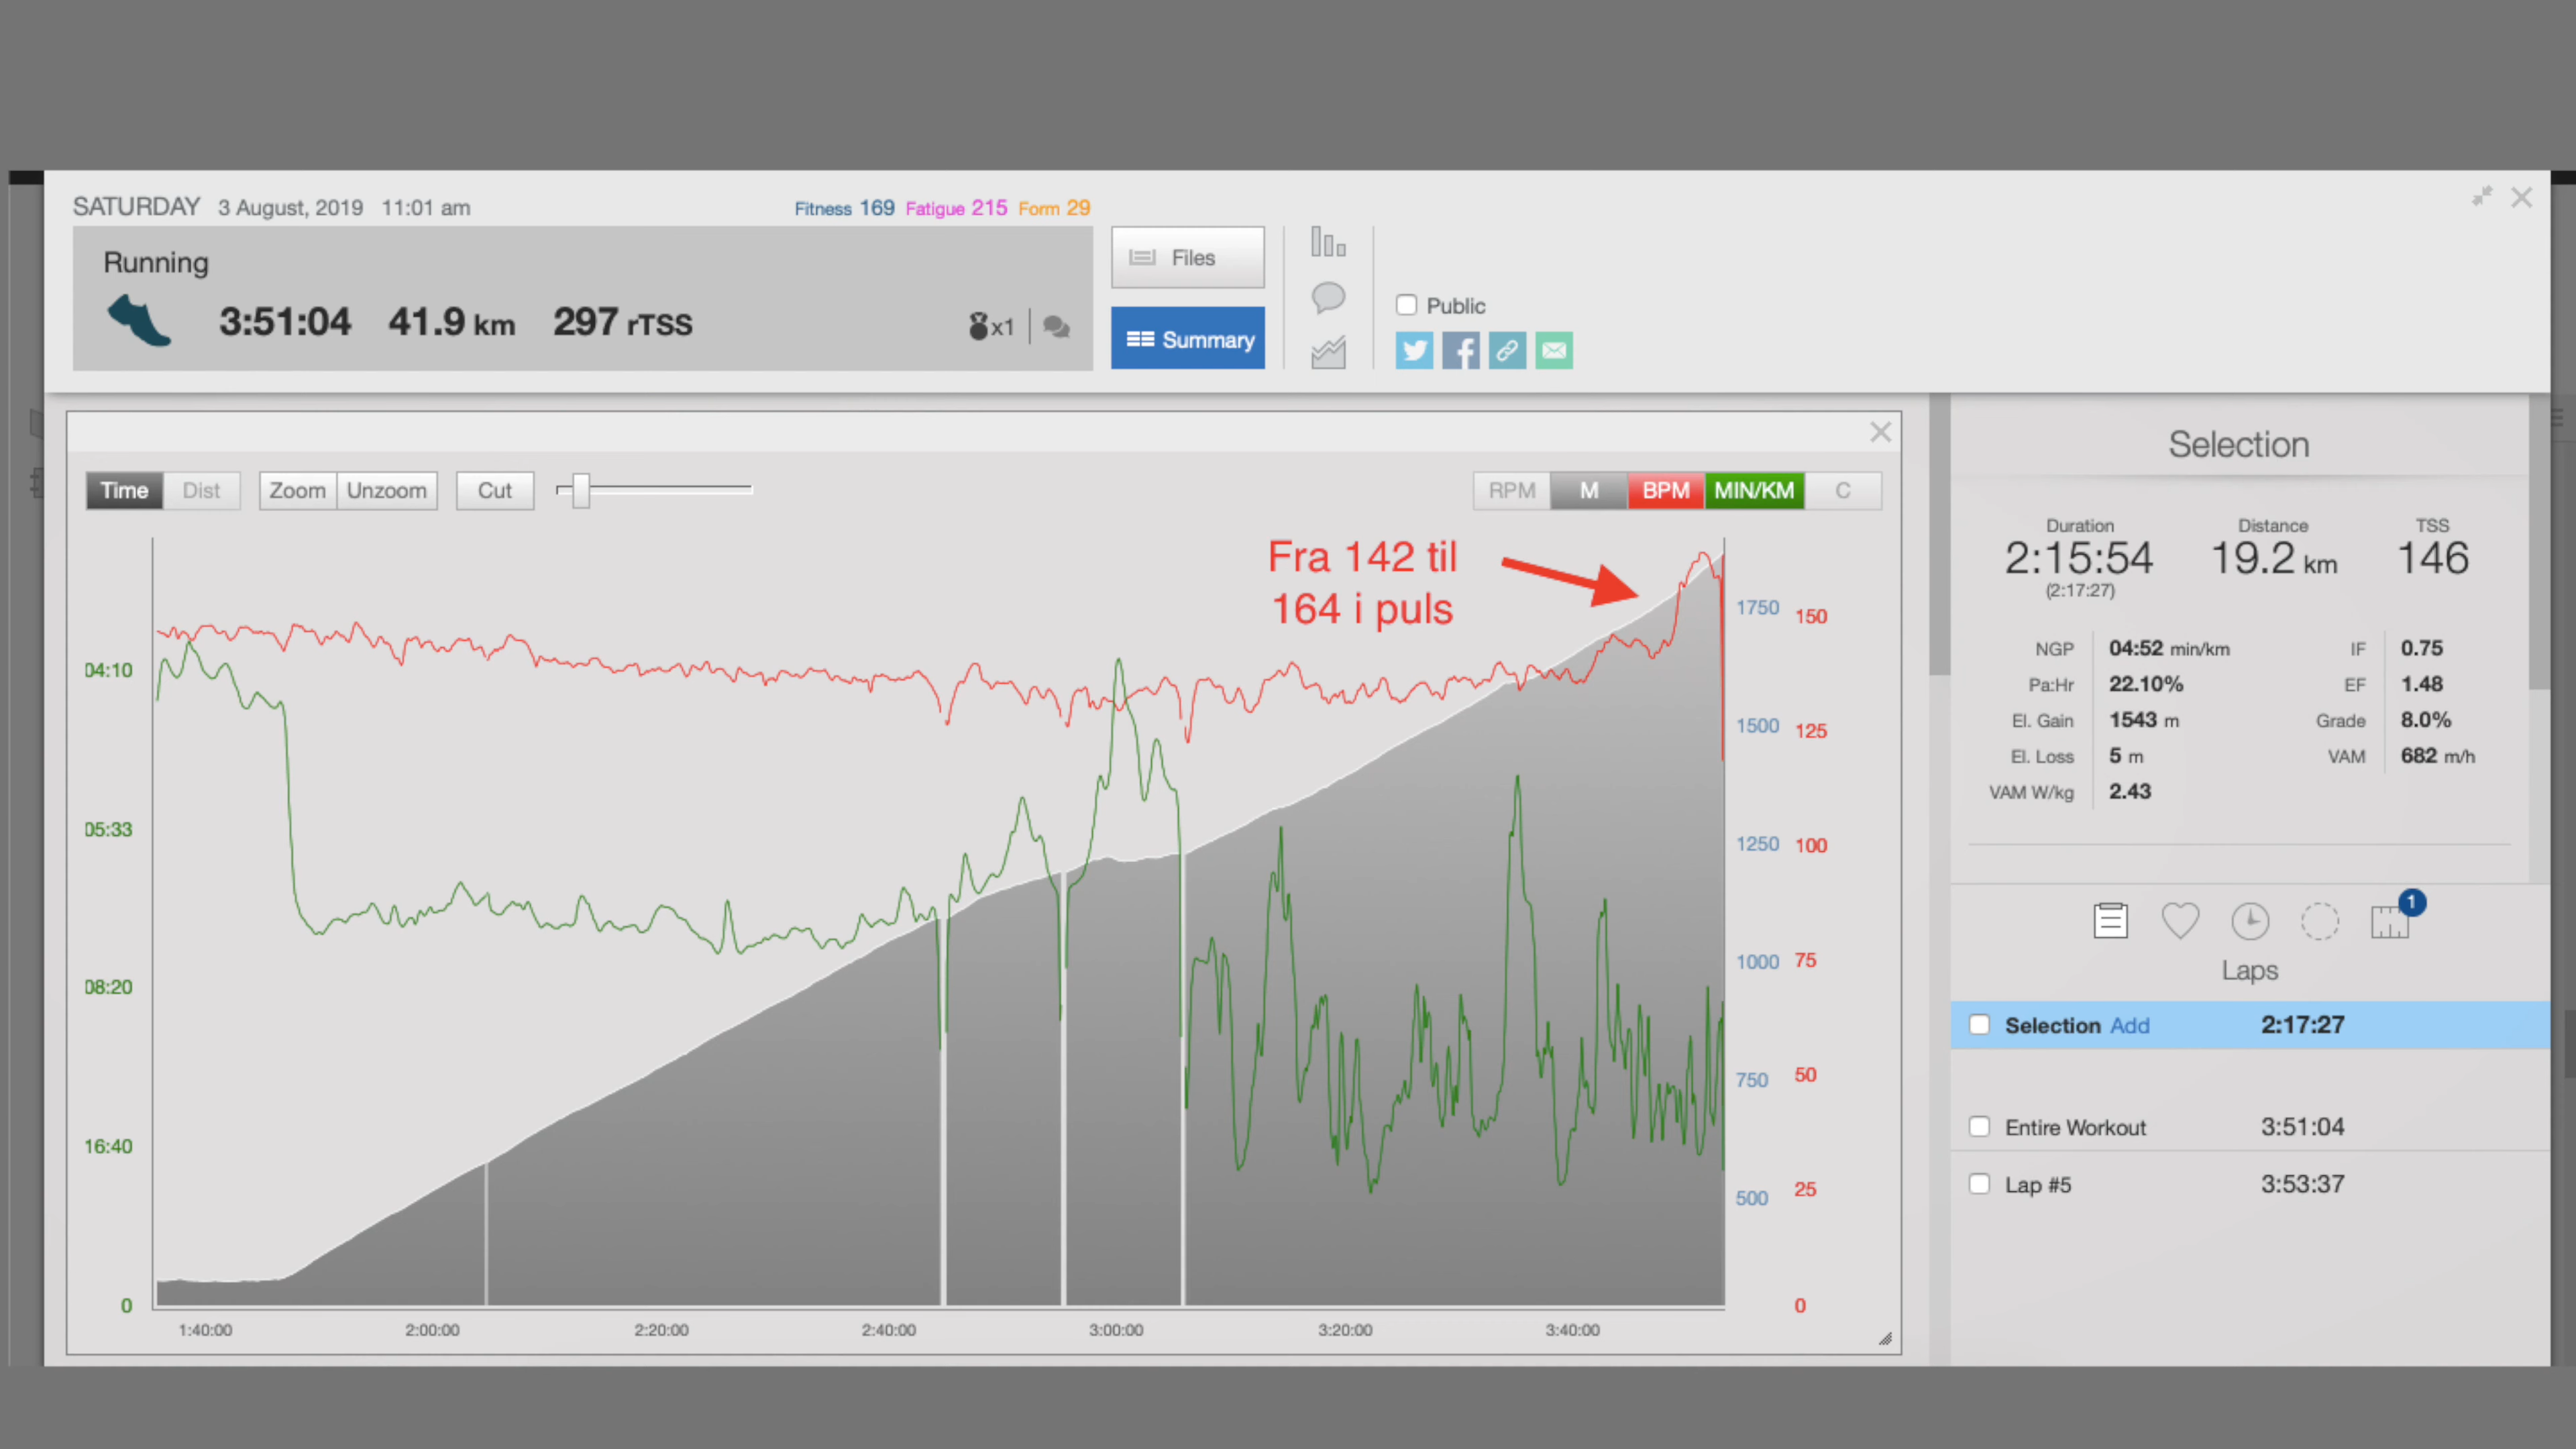 SATURDAY 3 August, 2019 11:01 am
Fitness 169 Fatigue 215 Form 29
Running
3:51:04 41.9 km 297 rTSS
x1
Files
Summary
Public
Time Dist Zoom Unzoom Cut
RPM M BPM MIN/KM C
Fra 142 til
164 i puls
04:10
05:33
08:20
16:40
0
1750 150
1500 125
1250 100
1000 75
750 50
500 25
0
1:40:00 2:00:00 2:20:00 2:40:00 3:00:00 3:20:00 3:40:00
Selection
Duration Distance TSS
2:15:54 19.2 km 146
(2:17:27)
NGP 04:52 min/km IF 0.75
Pa:Hr 22.10% EF 1.48
El. Gain 1543 m Grade 8.0%
El. Loss 5 m VAM 682 m/h
VAM W/kg 2.43
1
Laps
Selection Add 2:17:27
Entire Workout 3:51:04
Lap #5 3:53:37